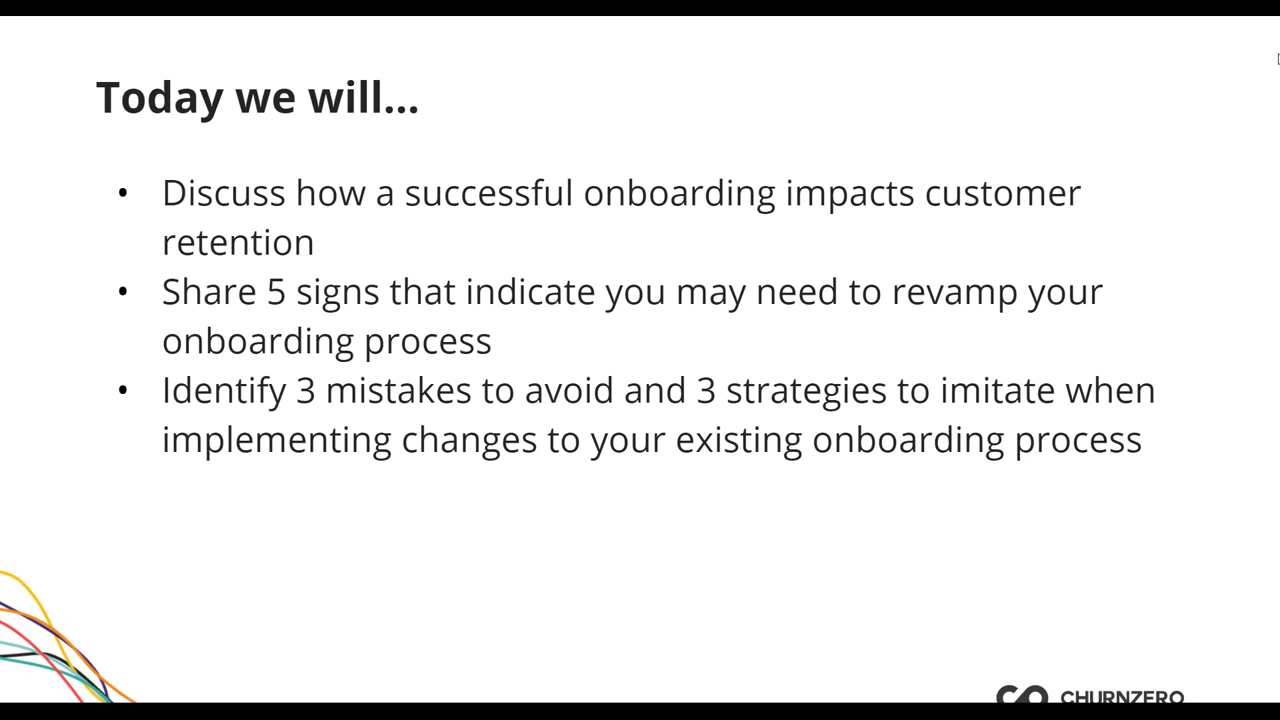 Today we will...
• Discuss how a successful onboarding impacts customer
retention
• Share 5 signs that indicate you may need to revamp your
onboarding process
• Identify 3 mistakes to avoid and 3 strategies to imitate when
implementing changes to your existing onboarding process
CHURNZERO